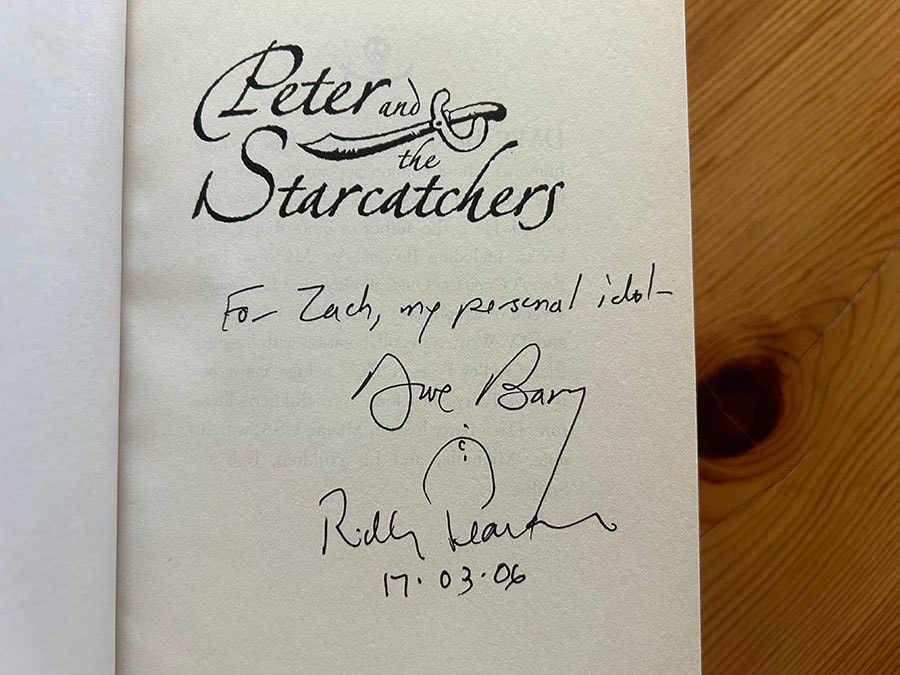 Peter and
the
Starcatchers
For Zach, my personal idol-
Dave Barry
Ridley Pearson
17.03.06